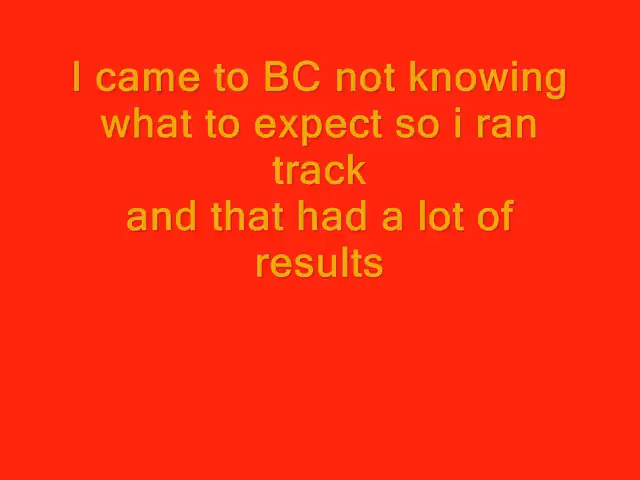 I came to BC not knowing
what to expect so i ran
track
and that had a lot of
results